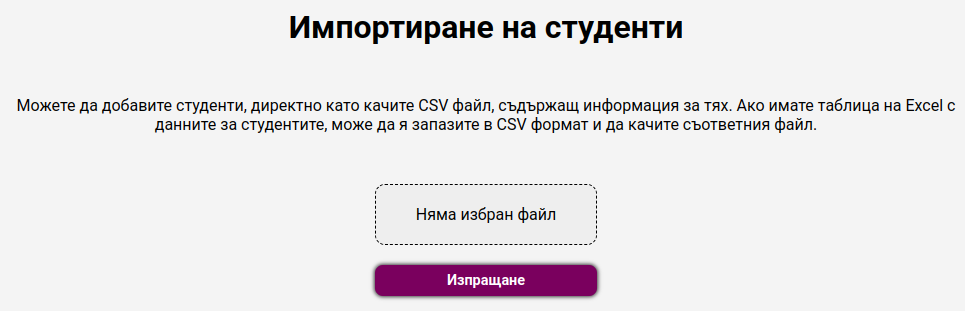 Импортиране на студенти
Можете да добавите студенти, директно като качите CSV файл, съдържащ информация за тях. Ако имате таблица на Excel с
данните за студентите, може да я запазите в CSV формат и да качите съответния файл.
Няма избран файл
Изпращане